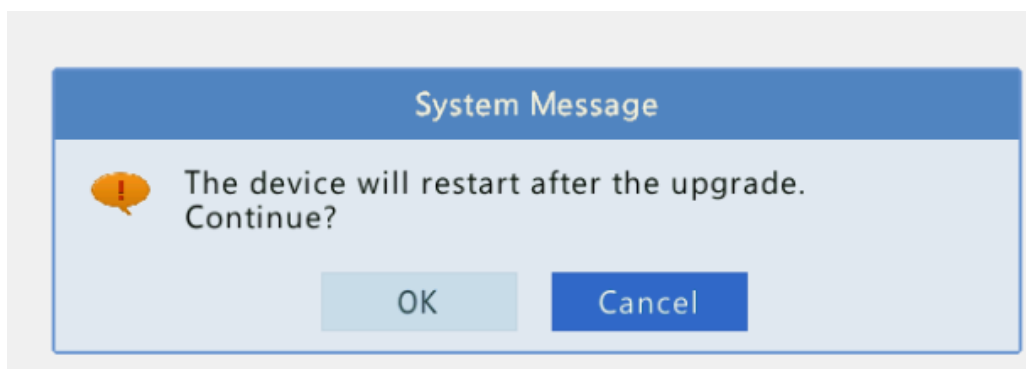 System Message
The device will restart after the upgrade.
Continue?
OK
Cancel